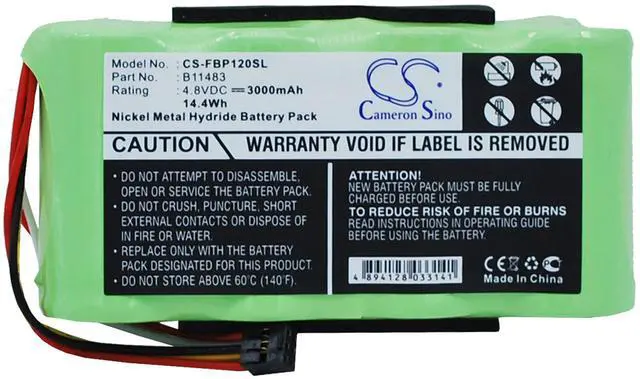 Model No. : CS-FBP120SL
Part No. : B11483
Rating : 4.8VDC ⎓ 3000mAh
14.4Wh
Nickel Metal Hydride Battery Pack
CS
Cameron Sino
CAUTION
WARRANTY VOID IF LABEL IS REMOVED
• DO NOT ATTEMPT TO DISASSEMBLE,
OPEN OR SERVICE BATTERY PACK.
• DO NOT CRUSH, PUNCTURE, SHORT
EXTERNAL CONTACTS OR DISPOSE OF
IN FIRE OR WATER.
• REPLACE ONLY WITH THE BATTERY
PACK DESIGNATED FOR THIS PRODUCT.
• DO NOT STORE ABOVE 60°C (140°F).
ATTENTION:
NEW BATTERY PACK MUST BE FULLY
CHARGED BEFORE USE.
TO REDUCE RISK OF FIRE OR BURNS
READ INSTRUCTIONS IN OPERATING GUIDE
BEFORE USING BATTERY PACK.
4 894128 033141
CE
Made in China